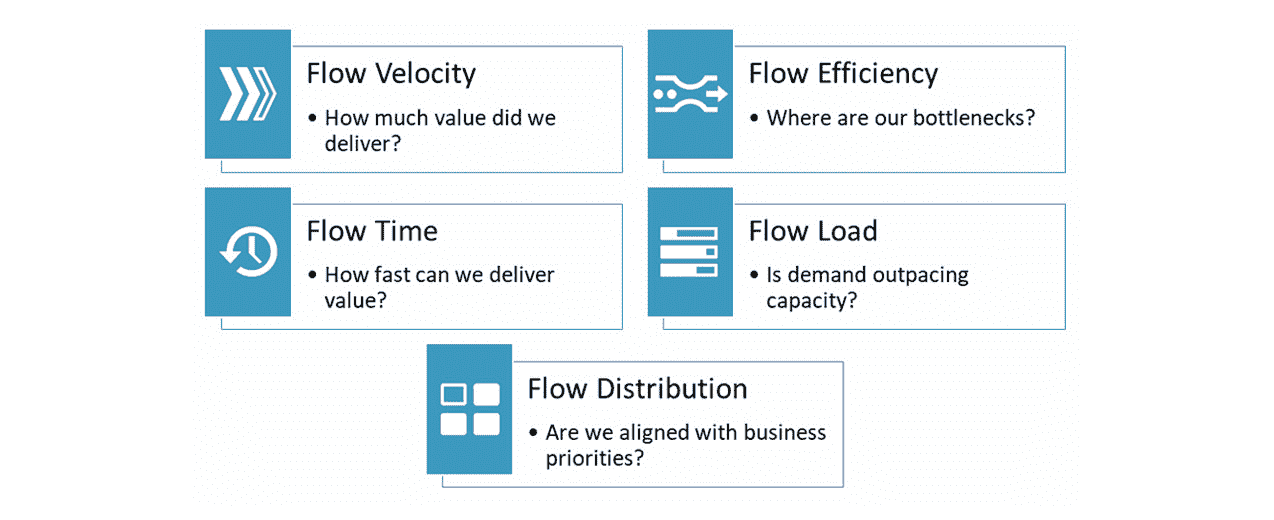 Flow Velocity
• How much value did we
deliver?
Flow Efficiency
• Where are our bottlenecks?
Flow Time
• How fast can we deliver
value?
Flow Load
• Is demand outpacing
capacity?
Flow Distribution
• Are we aligned with business
priorities?